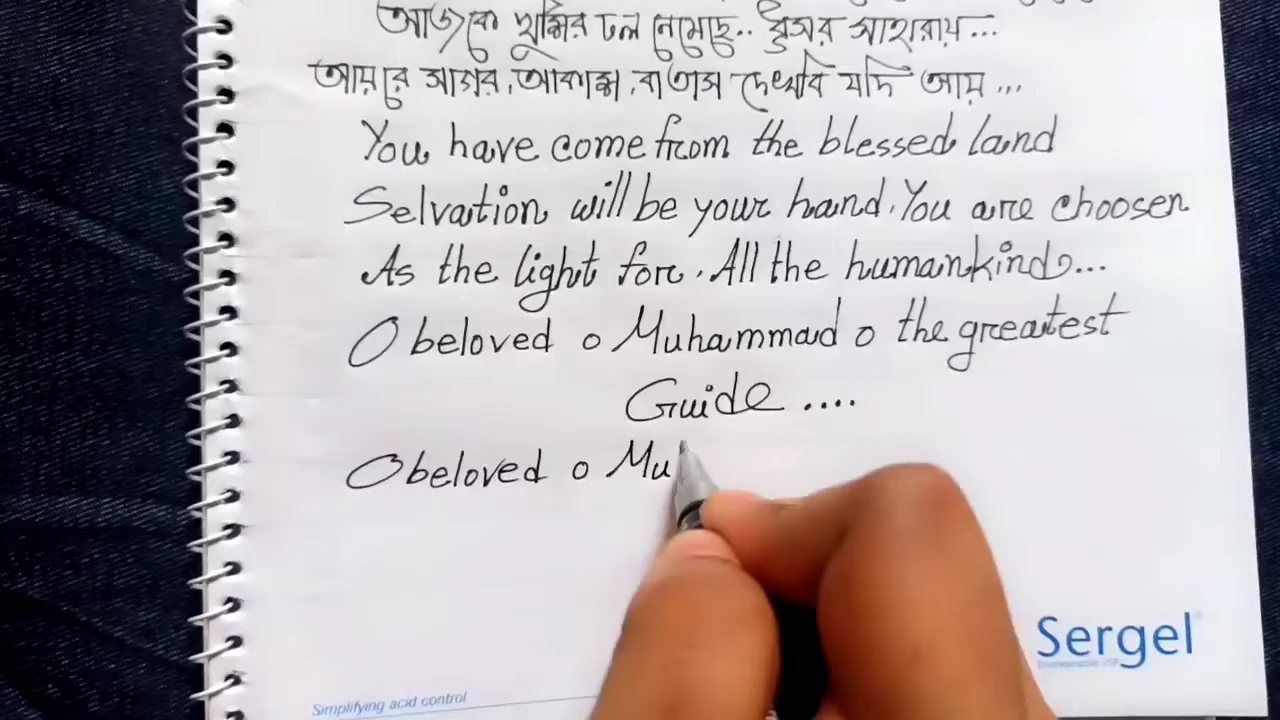 আজকে খুশির ঢল নেমেছে.. ধূসর সাহারায়...
আয়রে সাগর, আকাশ, বাতাস দেখবি যদি আয়...
You have come from the blessed land
Selvation will be your hand. You are choosen
As the light for. All the humankind...
O beloved o Muhammad o the greatest
Guide ....
O beloved o Mu
Sergel
Esomeprazole USP
Simplifying acid control